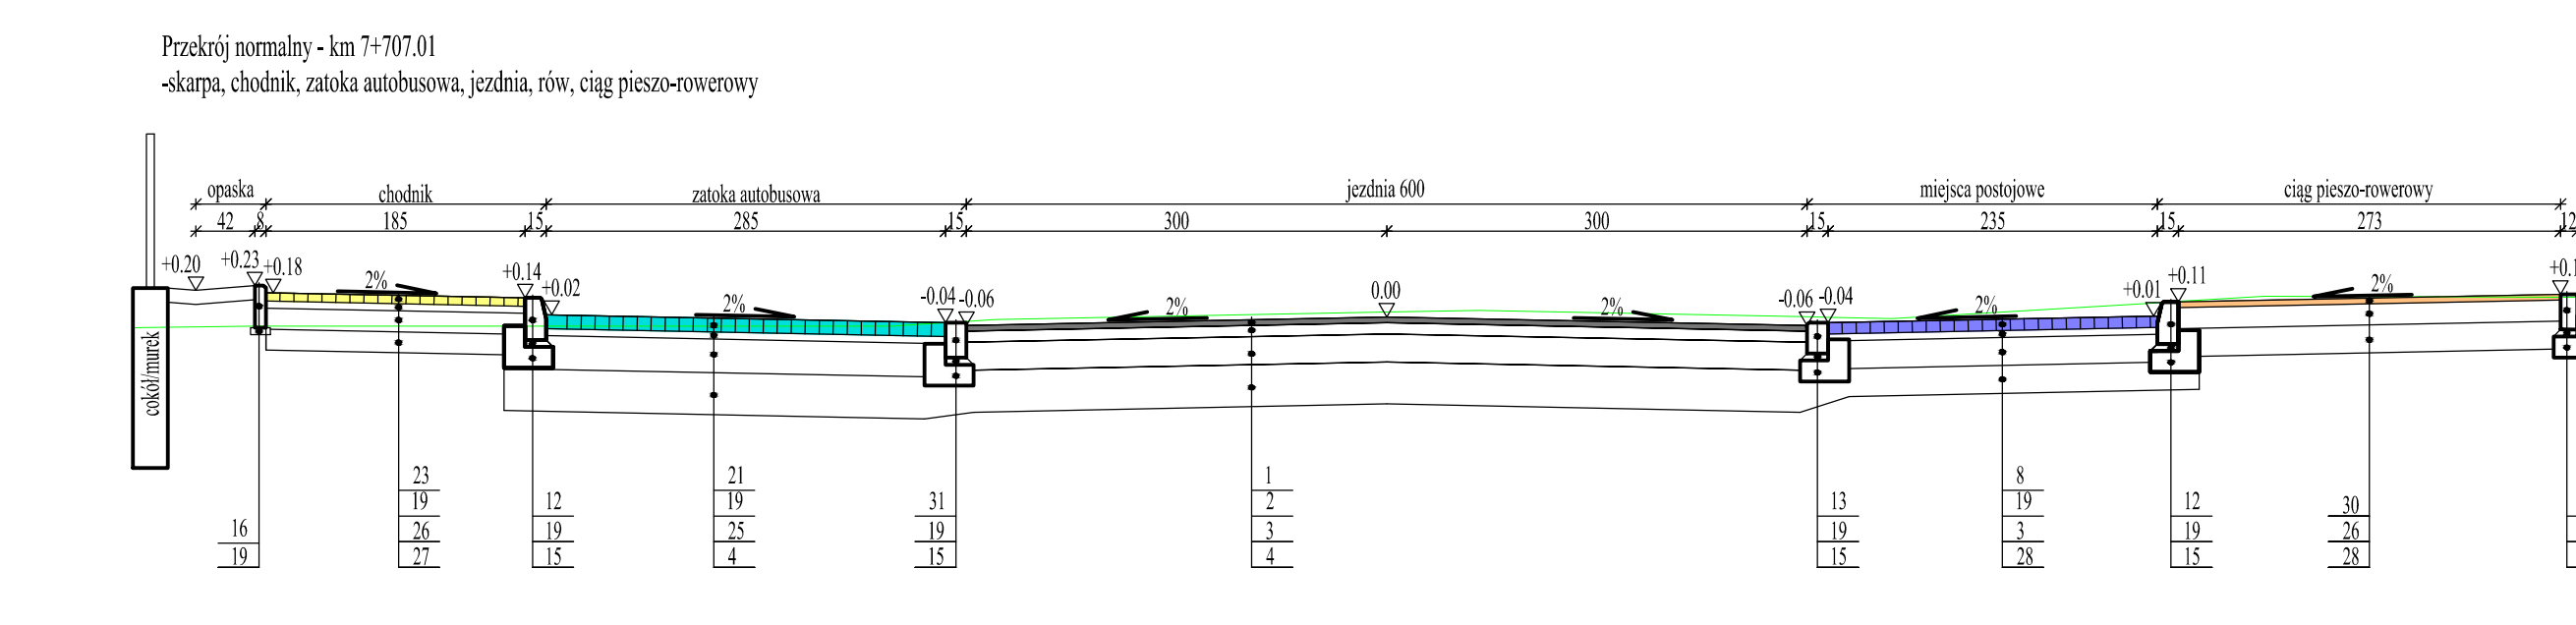 Przekrój normalny - km 7+707.01
-skarpa, chodnik, zatoka autobusowa, jezdnia, rów, ciąg pieszo-rowerowy
opaska chodnik zatoka autobusowa jezdnia 600 miejsca postojowe ciąg pieszo-rowerowy
42 8 185 15 285 15 300 300 15 235 15 273 12
+0.20 +0.23 +0.18 +0.14 +0.02 -0.04 -0.06 0.00 -0.06 -0.04 +0.01 +0.11
2% 2% 2% 2% 2% 2%
cokół/murek
23 21 1 8
19 12 19 31 2 13 19 12 30
16 26 19 25 19 3 19 3 19 26
19 27 15 4 15 4 15 28 15 28